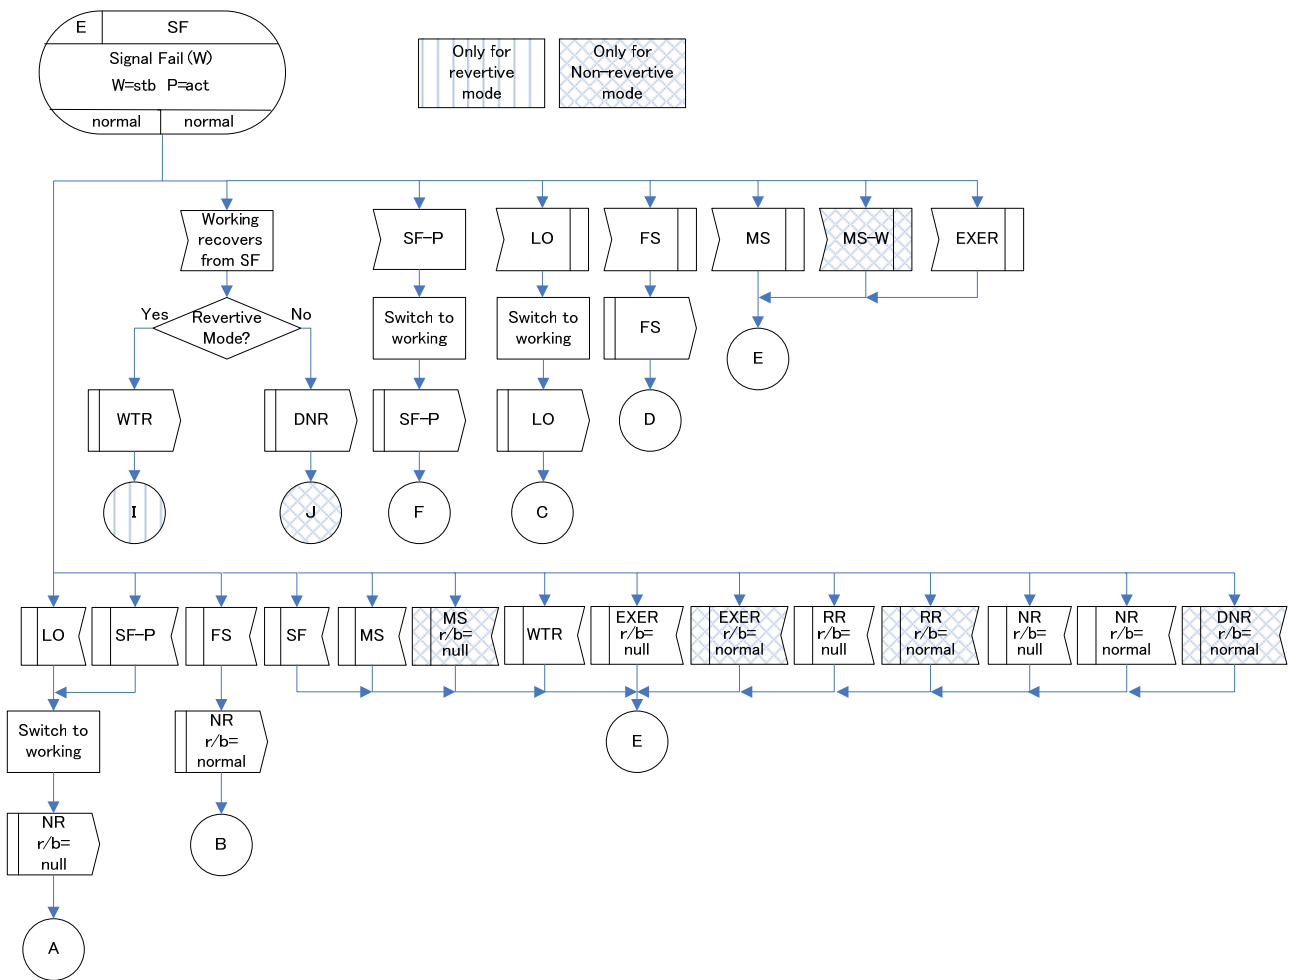 E
SF
Signal Fail (W)
W=stb P=act
normal
normal
Only for
revertive
mode
Only for
Non-revertive
mode
Working
recovers
from SF
SF-P
LO
FS
MS
MS-W
EXER
Yes
Revertive
Mode?
No
Switch to
working
Switch to
working
FS
E
WTR
DNR
SF-P
LO
D
I
J
F
C
LO
SF-P
FS
SF
MS
MS
r/b=
null
WTR
EXER
r/b=
null
EXER
r/b=
normal
RR
r/b=
null
RR
r/b=
normal
NR
r/b=
null
NR
r/b=
normal
DNR
r/b=
normal
Switch to
working
NR
r/b=
normal
E
NR
r/b=
null
B
A